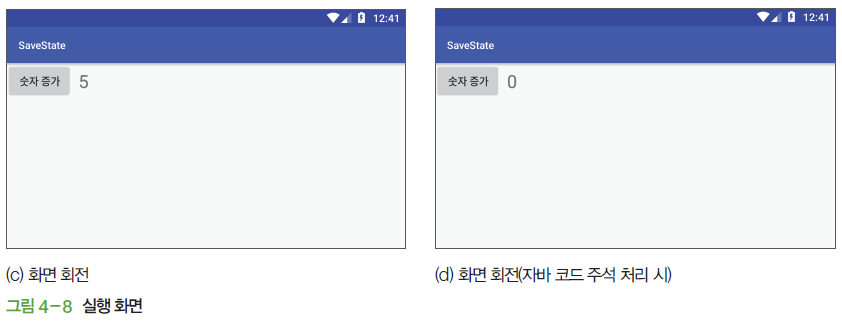 12:41
SaveState
숫자 증가 5
(c) 화면 회전
12:41
SaveState
숫자 증가 0
(d) 화면 회전(자바 코드 주석 처리 시)
그림 4-8 실행 화면